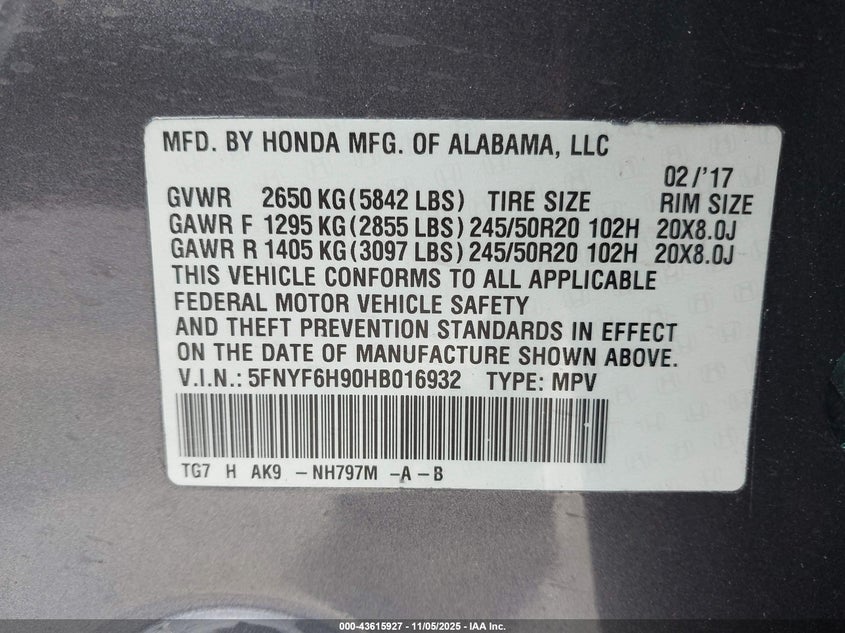 MFD. BY HONDA MFG. OF ALABAMA, LLC
02/'17
GVWR 2650 KG(5842 LBS) TIRE SIZE RIM SIZE
GAWR F 1295 KG(2855 LBS) 245/50R20 102H 20X8.0J
GAWR R 1405 KG(3097 LBS) 245/50R20 102H 20X8.0J
THIS VEHICLE CONFORMS TO ALL APPLICABLE
FEDERAL MOTOR VEHICLE SAFETY
AND THEFT PREVENTION STANDARDS IN EFFECT
ON THE DATE OF MANUFACTURE SHOWN ABOVE.
V.I.N.: 5FNYF6H90HB016932 TYPE: MPV
TG7 H AK9 -NH797M -A-B
000-43615927 - 11/05/2025 - IAA Inc.